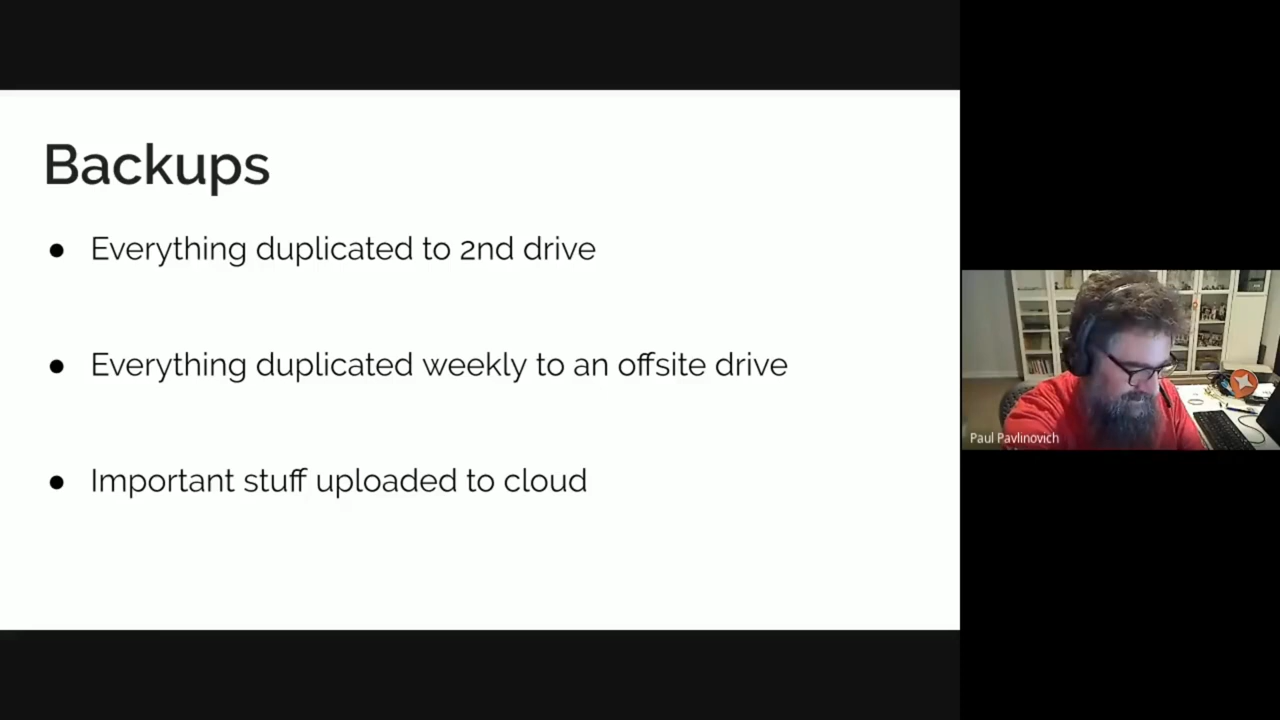 Backups
● Everything duplicated to 2nd drive
● Everything duplicated weekly to an offsite drive
● Important stuff uploaded to cloud
Paul Pavlinovich